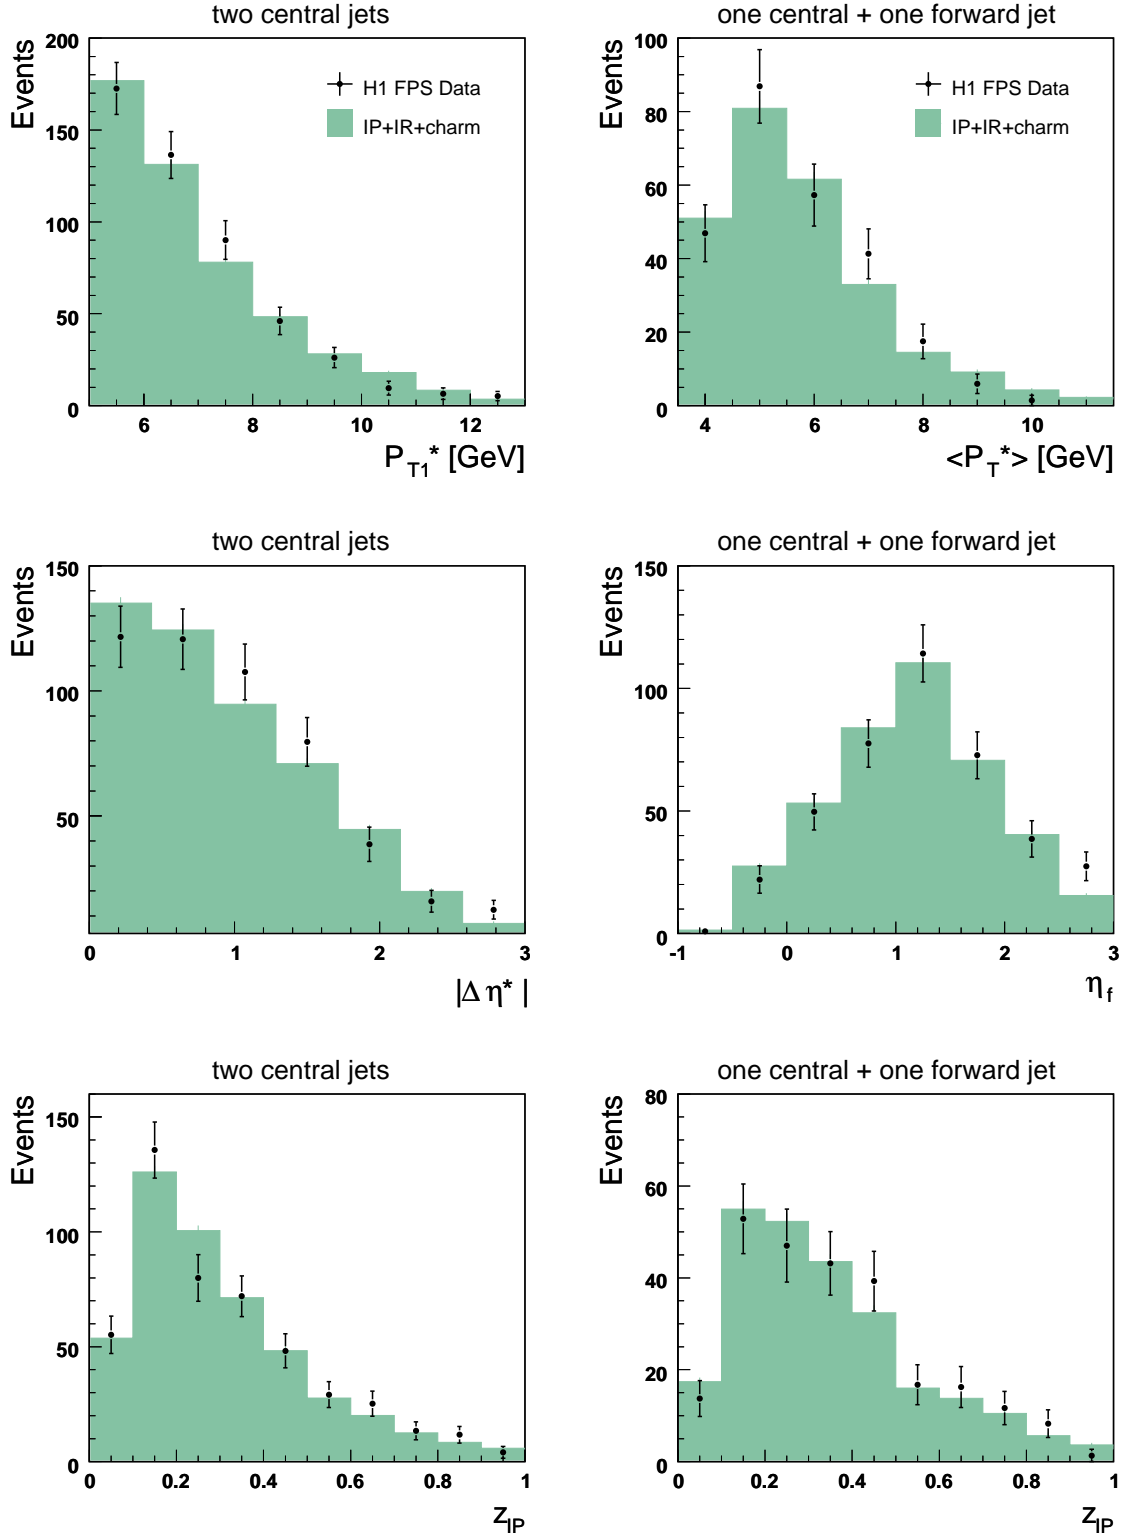 two central jets
one central + one forward jet
Events
200
150
100
50
0
H1 FPS Data
IP+IR+charm
6 8 10 12
P_T1* [GeV]
Events
100
80
60
40
20
0
H1 FPS Data
IP+IR+charm
4 6 8 10
<P_T*> [GeV]
two central jets
one central + one forward jet
Events
150
100
50
0 1 2 3
|Δ η* |
Events
150
100
50
0
-1 0 1 2 3
η_f
two central jets
one central + one forward jet
Events
150
100
50
0
0 0.2 0.4 0.6 0.8 1
z_IP
Events
80
60
40
20
0
0 0.2 0.4 0.6 0.8 1
z_IP